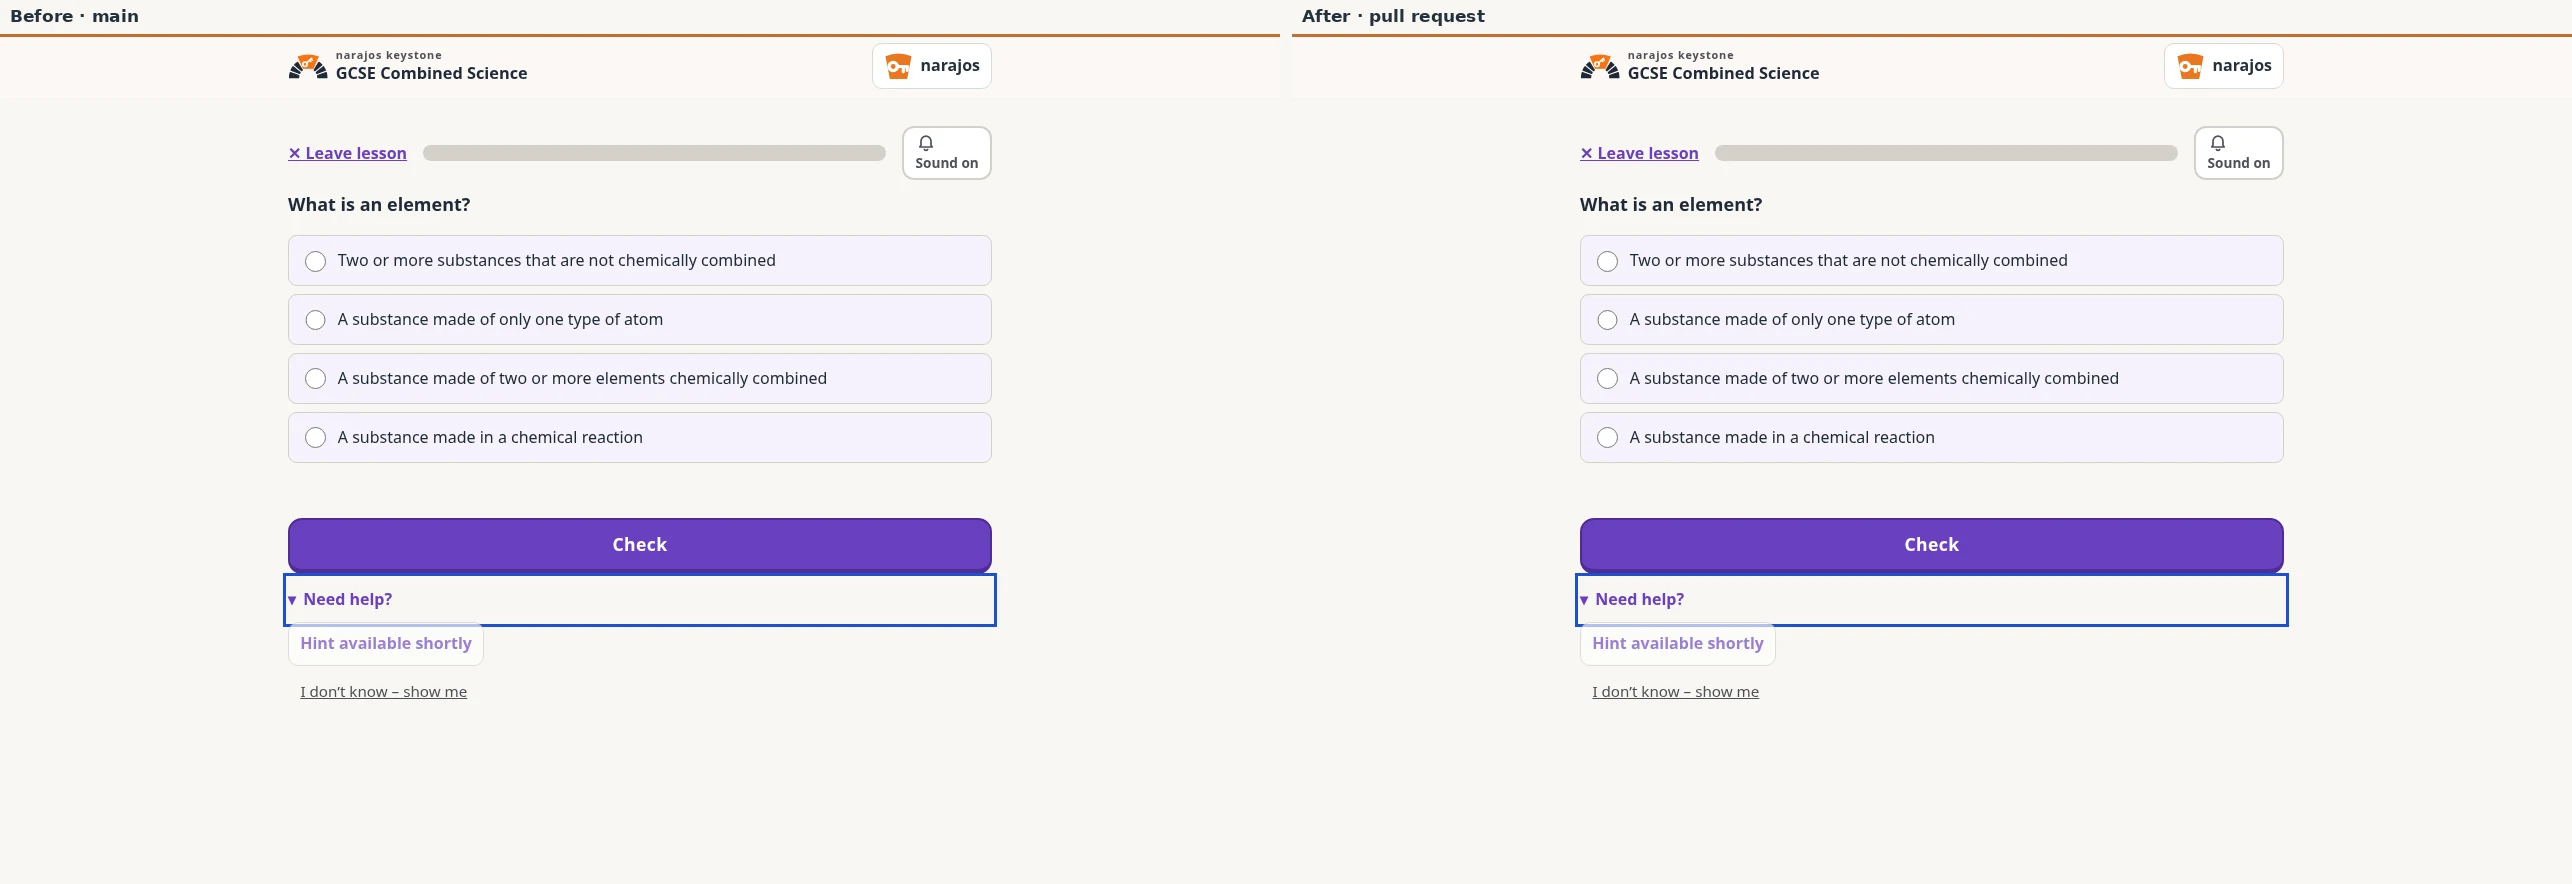 Before · main
narajos keystone
GCSE Combined Science
narajos
✕ Leave lesson
Sound on
What is an element?
Two or more substances that are not chemically combined
A substance made of only one type of atom
A substance made of two or more elements chemically combined
A substance made in a chemical reaction
Check
▾ Need help?
Hint available shortly
I don't know – show me
After · pull request
narajos keystone
GCSE Combined Science
narajos
✕ Leave lesson
Sound on
What is an element?
Two or more substances that are not chemically combined
A substance made of only one type of atom
A substance made of two or more elements chemically combined
A substance made in a chemical reaction
Check
▾ Need help?
Hint available shortly
I don't know – show me